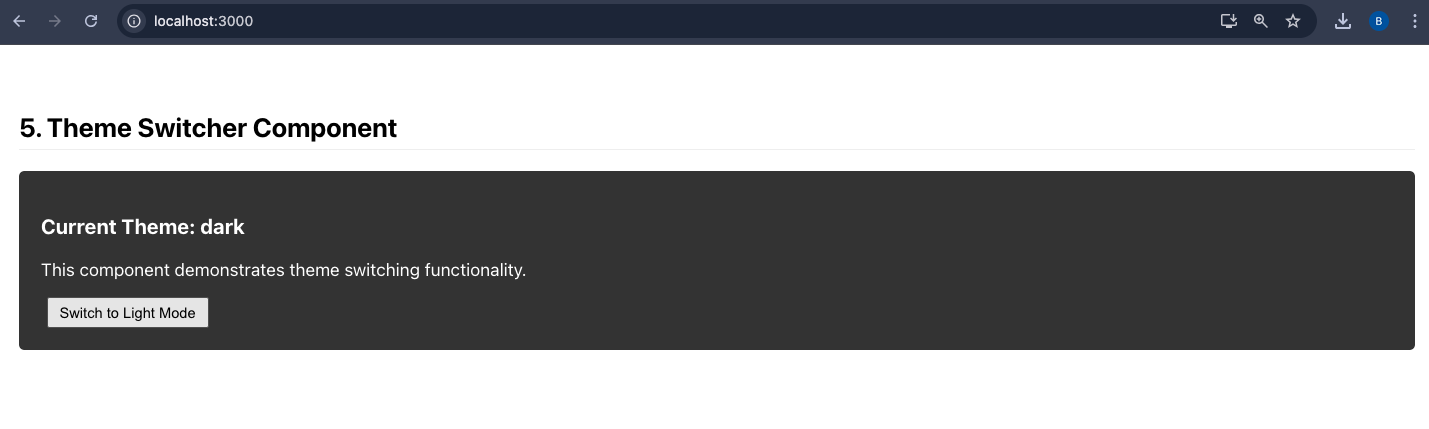 localhost:3000
B
5. Theme Switcher Component
Current Theme: dark
This component demonstrates theme switching functionality.
Switch to Light Mode